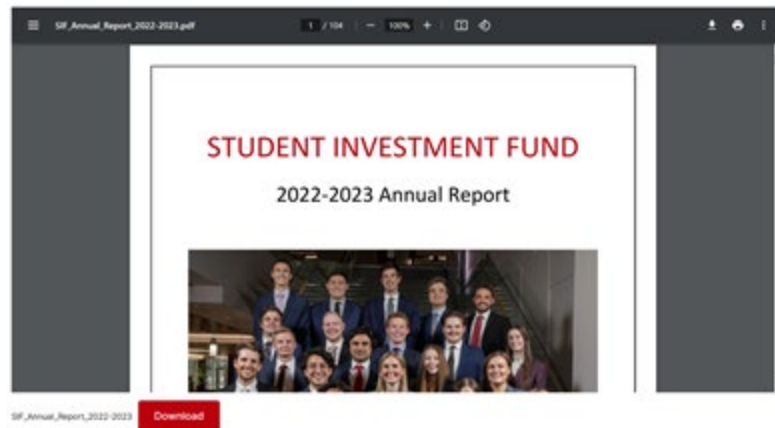 SIF_Annual_Report_2022-2023.pdf 1 / 104 100%
STUDENT INVESTMENT FUND
2022-2023 Annual Report
SIF_Annual_Report_2022-2023 Download